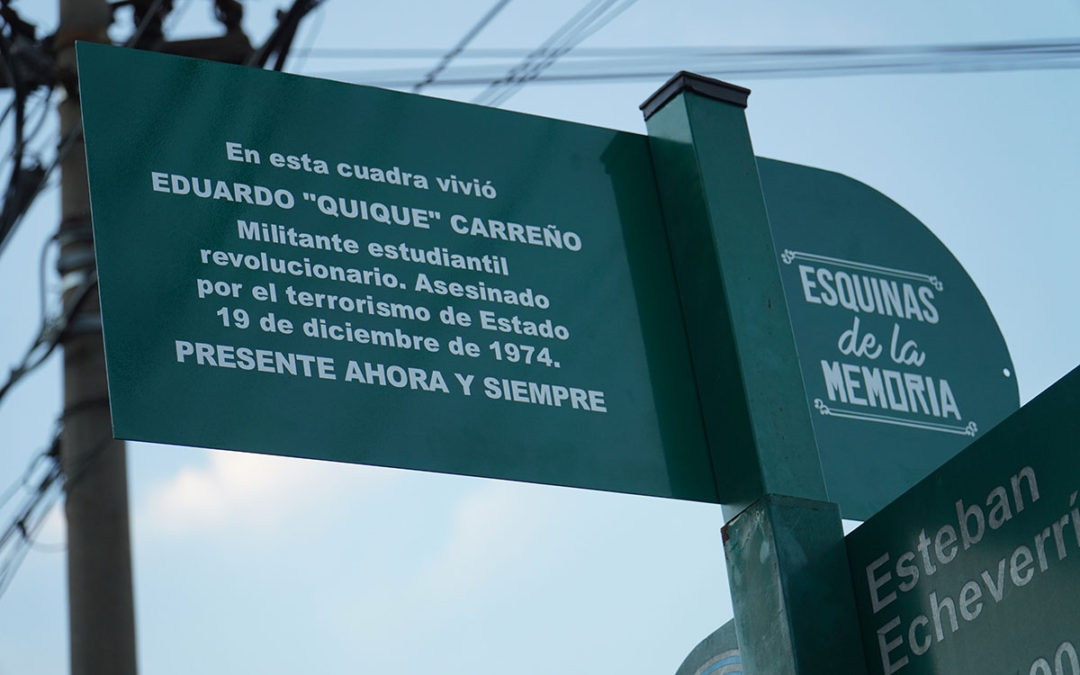 En esta cuadra vivió
EDUARDO "QUIQUE" CARREÑO
Militante estudiantil
revolucionario. Asesinado
por el terrorismo de Estado
19 de diciembre de 1974.
PRESENTE AHORA Y SIEMPRE
ESQUINAS
de la
MEMORIA
Esteban
Echeverrí
00